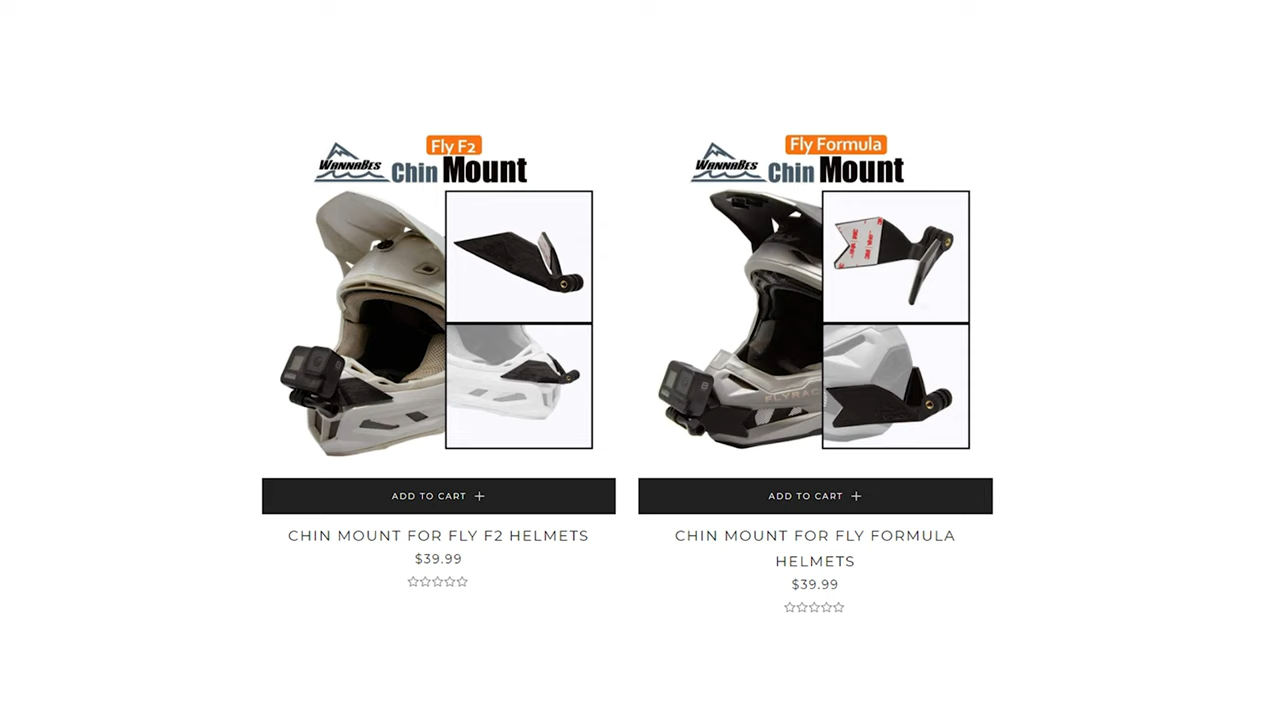 Fly F2
WannaBes
Chin Mount
ADD TO CART +
CHIN MOUNT FOR FLY F2 HELMETS
$39.99
Fly Formula
WannaBes
Chin Mount
FLYRAC
ADD TO CART +
CHIN MOUNT FOR FLY FORMULA
HELMETS
$39.99